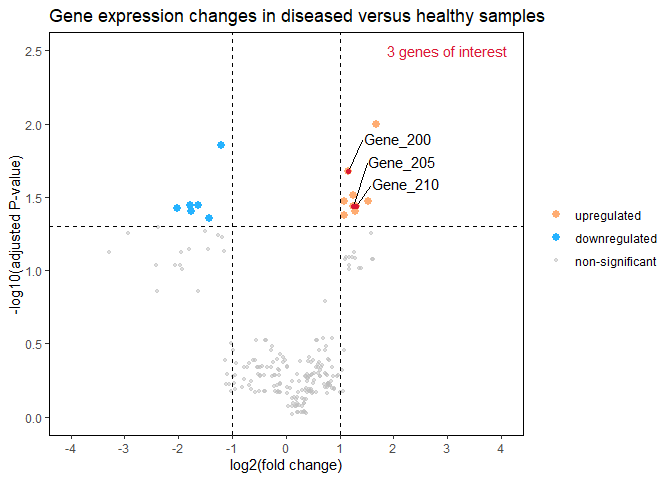 Gene expression changes in diseased versus healthy samples
3 genes of interest
2.5
2.0
1.5
1.0
0.5
0.0
-log10(adjusted P-value)
Gene_200
Gene_205
Gene_210
upregulated
downregulated
non-significant
-4 -3 -2 -1 0 1 2 3 4
log2(fold change)